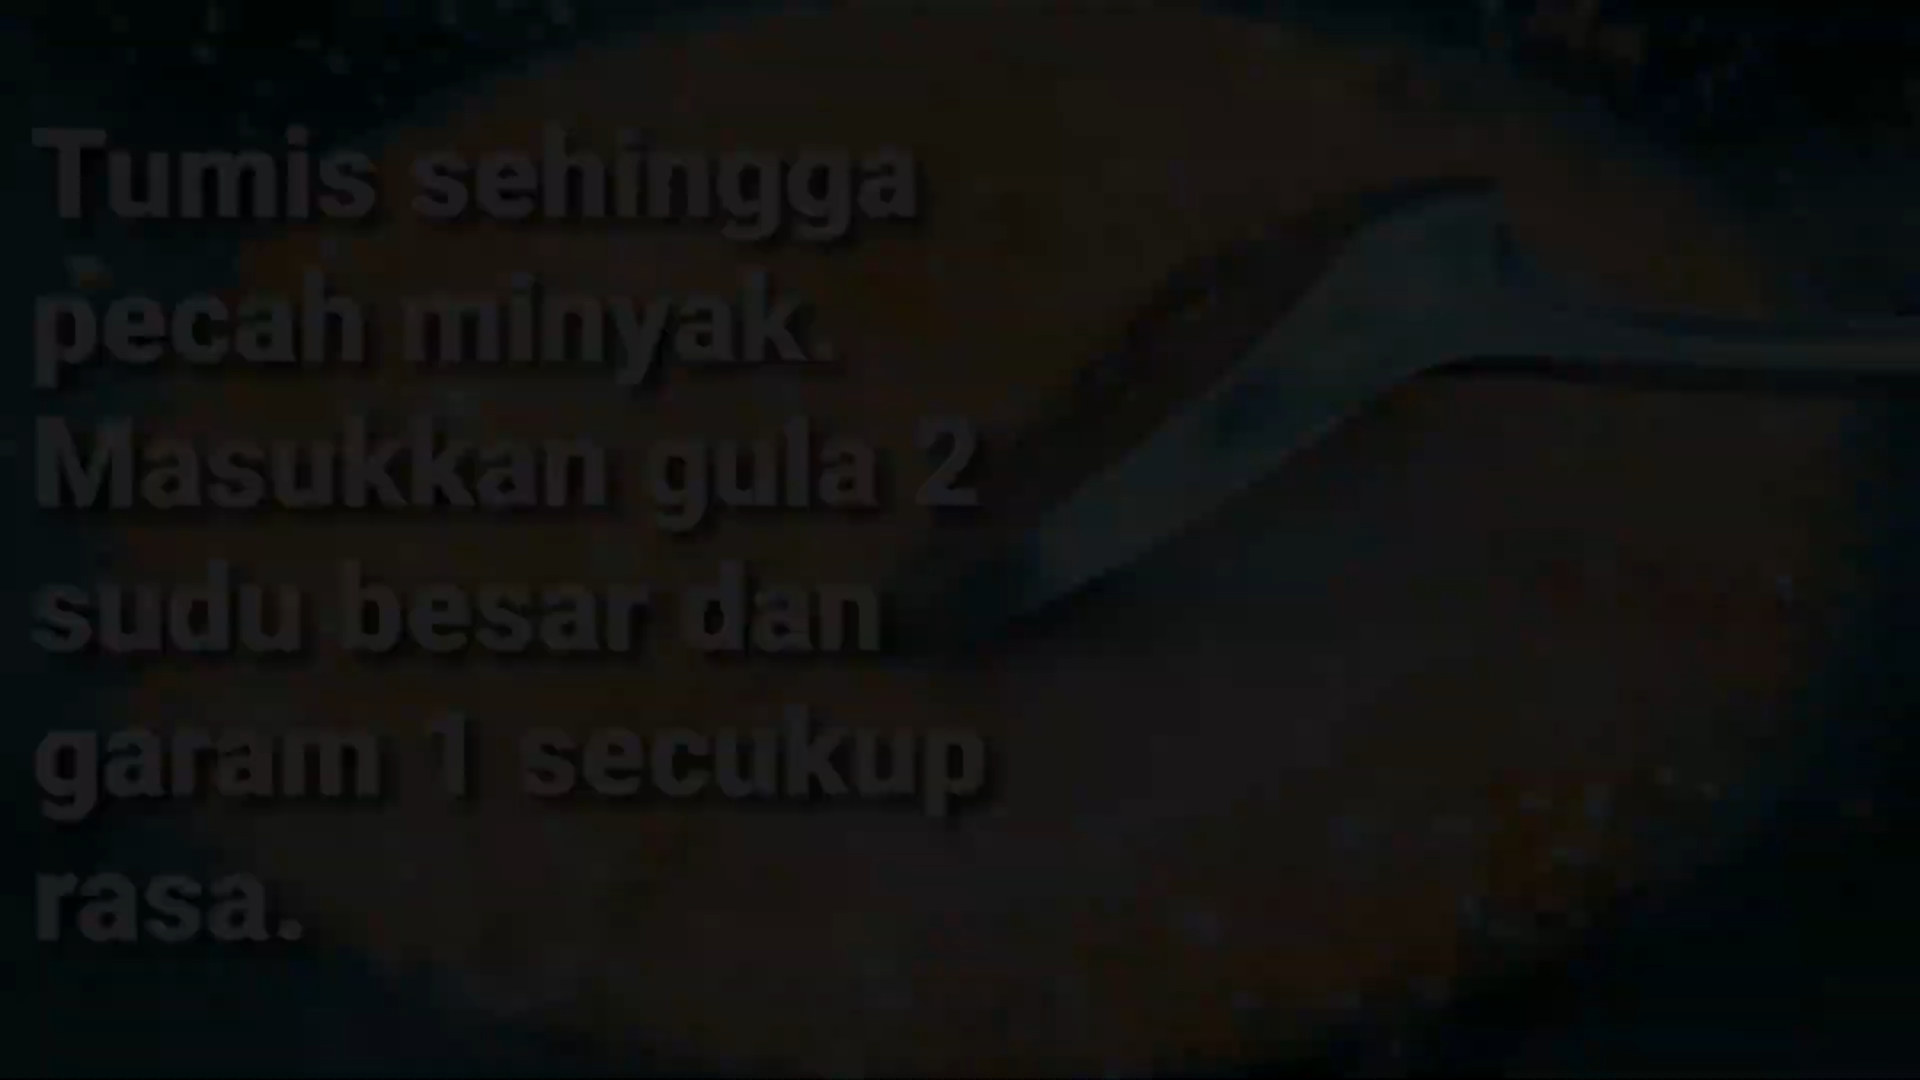 Tumis sehingga
pecah minyak.
Masukkan gula 2
sudu besar dan
garam 1 secukup
rasa.